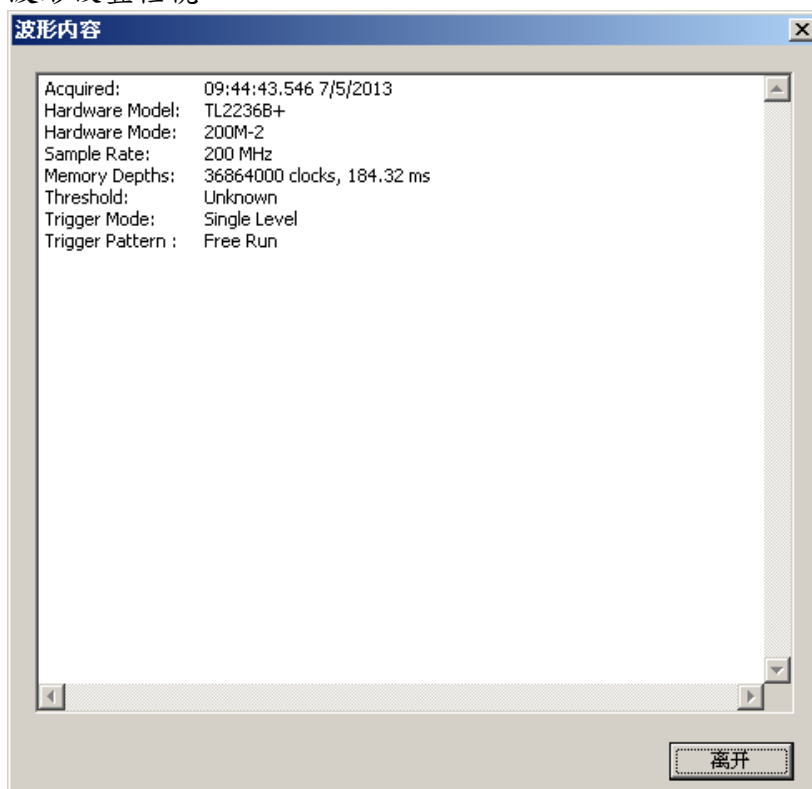 波形内容
Acquired: 09:44:43.546 7/5/2013
Hardware Model: TL2236B+
Hardware Mode: 200M-2
Sample Rate: 200 MHz
Memory Depths: 36864000 clocks, 184.32 ms
Threshold: Unknown
Trigger Mode: Single Level
Trigger Pattern : Free Run
离开